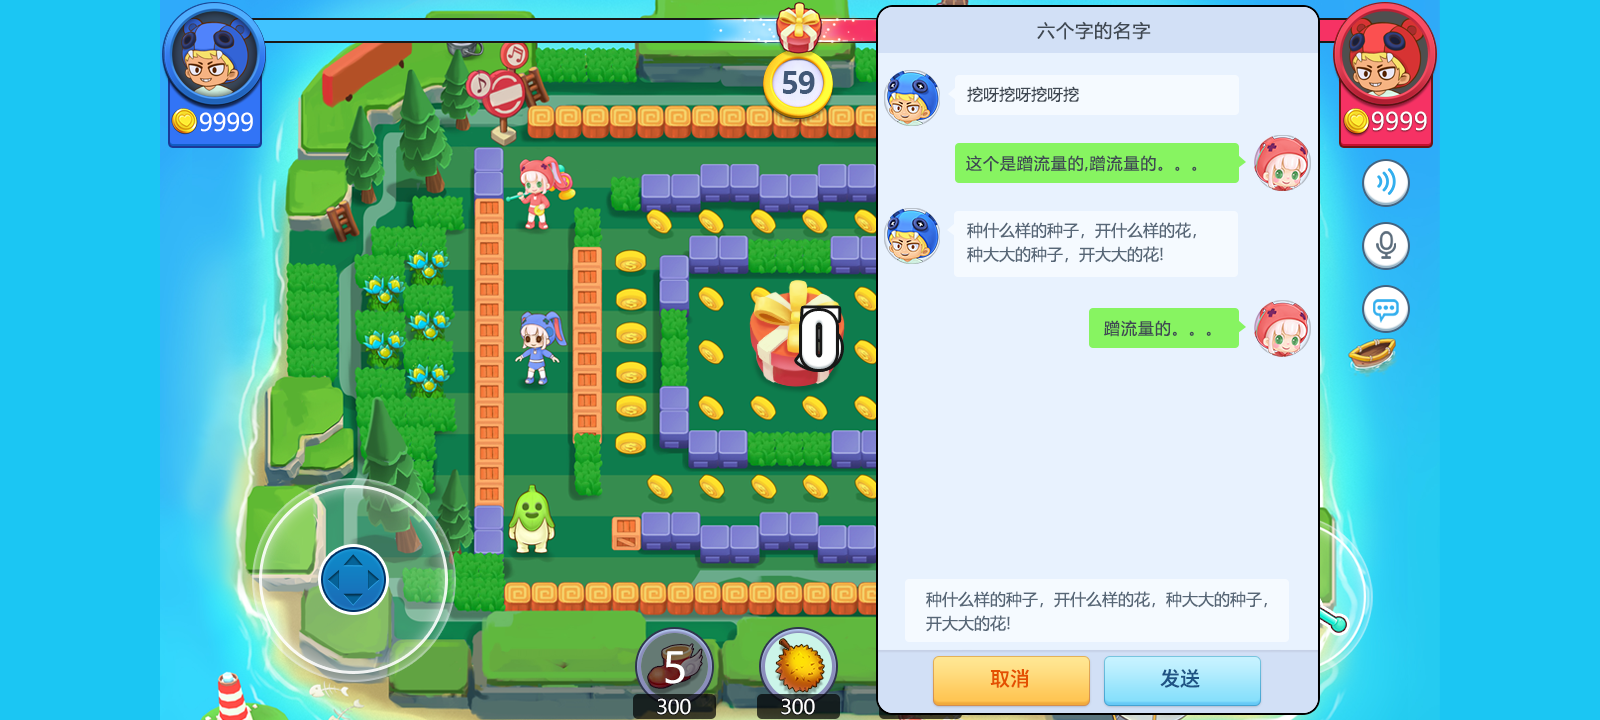 六个字的名字
59
9999
9999
挖呀挖呀挖呀挖
这个是蹭流量的,蹭流量的。。。
种什么样的种子，开什么样的花，
种大大的种子，开大大的花!
蹭流量的。。。
0
种什么样的种子，开什么样的花，种大大的种子，
开大大的花!
5
300
300
取消
发送